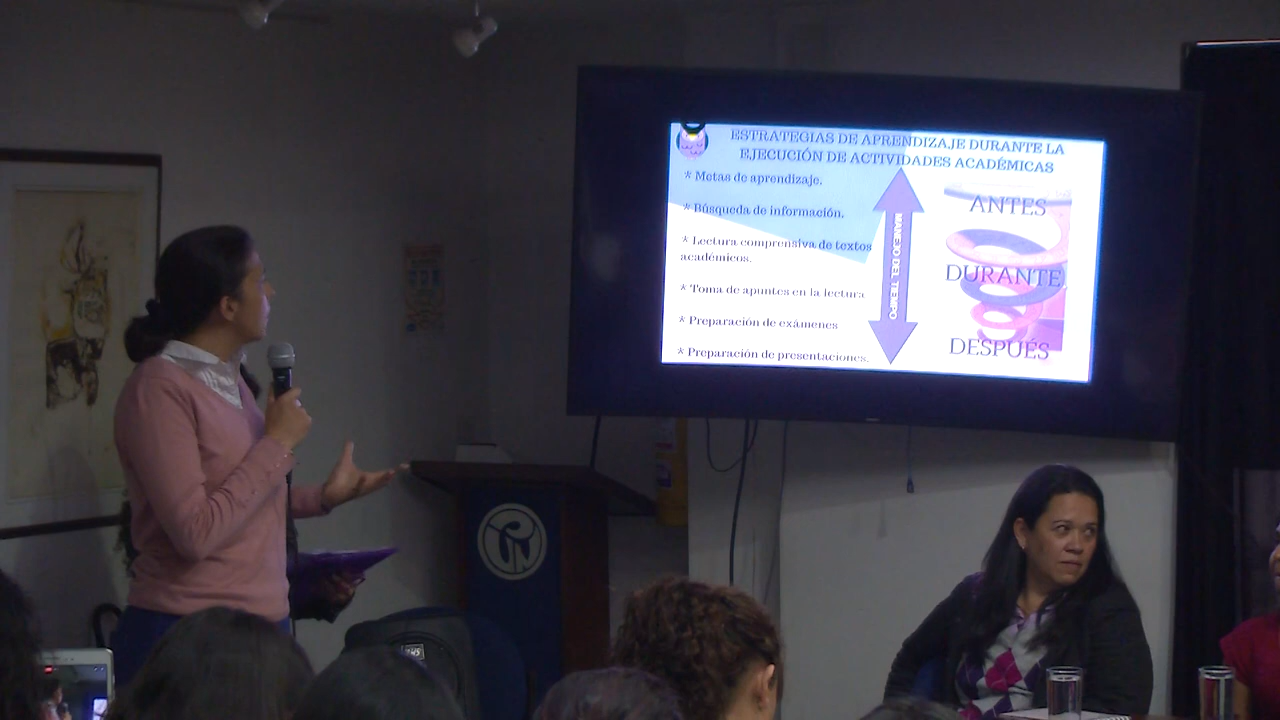 ESTRATEGIAS DE APRENDIZAJE DURANTE LA
EJECUCIÓN DE ACTIVIDADES ACADÉMICAS
* Metas de aprendizaje.
* Búsqueda de información.
* Lectura comprensiva de textos
académicos.
* Toma de apuntes en la lectura
* Preparación de exámenes
* Preparación de presentaciones.
MANEJO DEL TIEMPO
ANTES
DURANTE
DESPUÉS